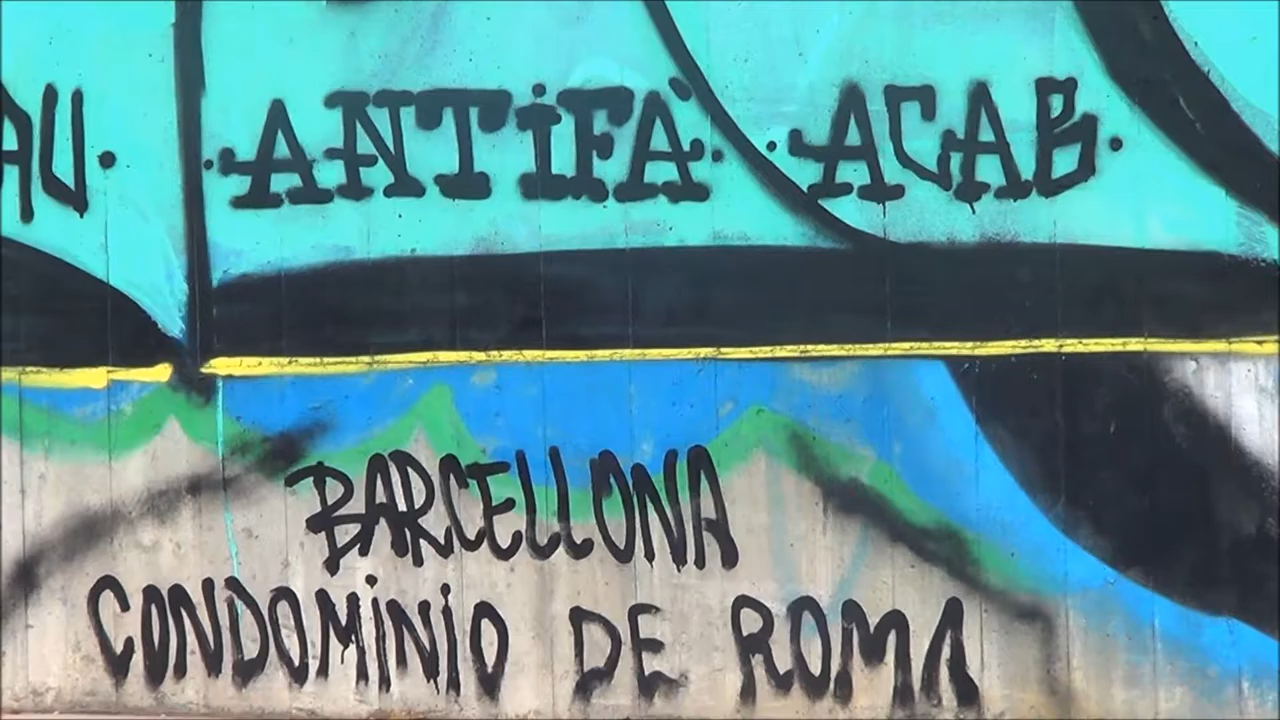 AU · ANTiFA · ACAB ·
BARCELLONA
CONDOMiNiO DE ROMA